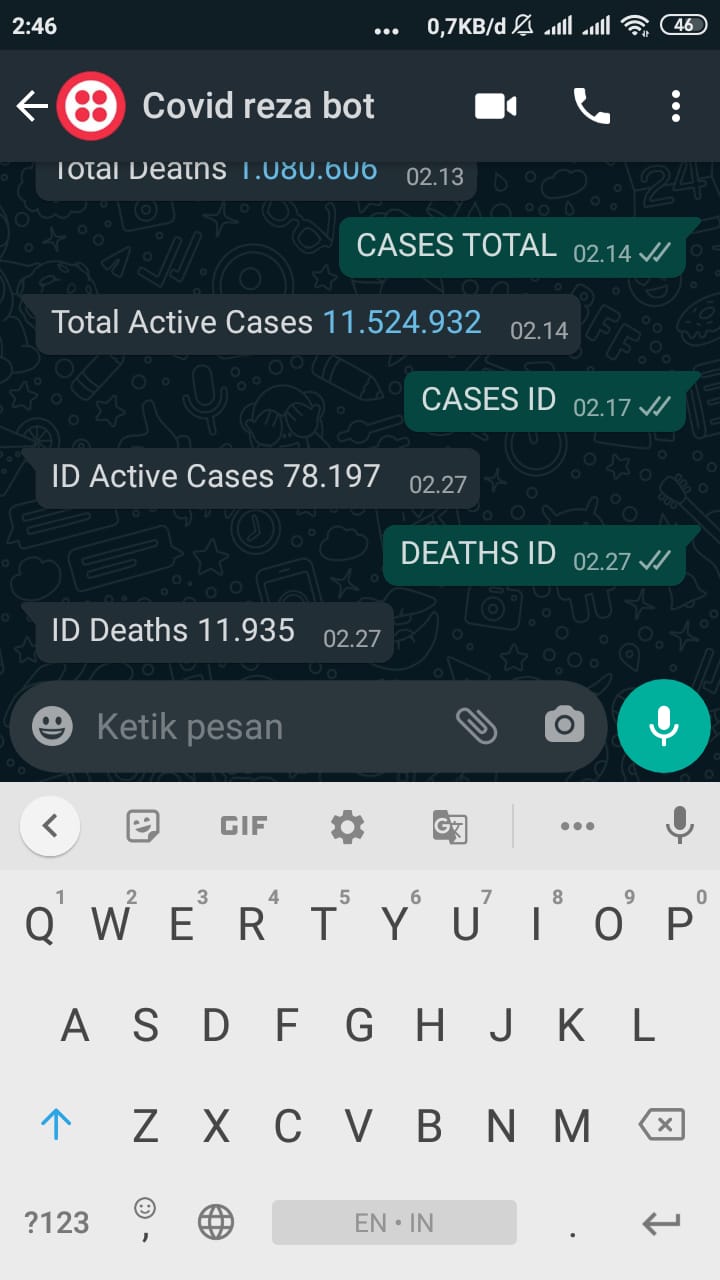 2:46
... 0,7KB/d 46
Covid reza bot
Total Deaths 1.080.606 02.13
CASES TOTAL 02.14
Total Active Cases 11.524.932 02.14
CASES ID 02.17
ID Active Cases 78.197 02.27
DEATHS ID 02.27
ID Deaths 11.935 02.27
Ketik pesan
GIF
1 2 3 4 5 6 7 8 9 0
Q W E R T Y U I O P
A S D F G H J K L
Z X C V B N M
?123 , EN • IN .